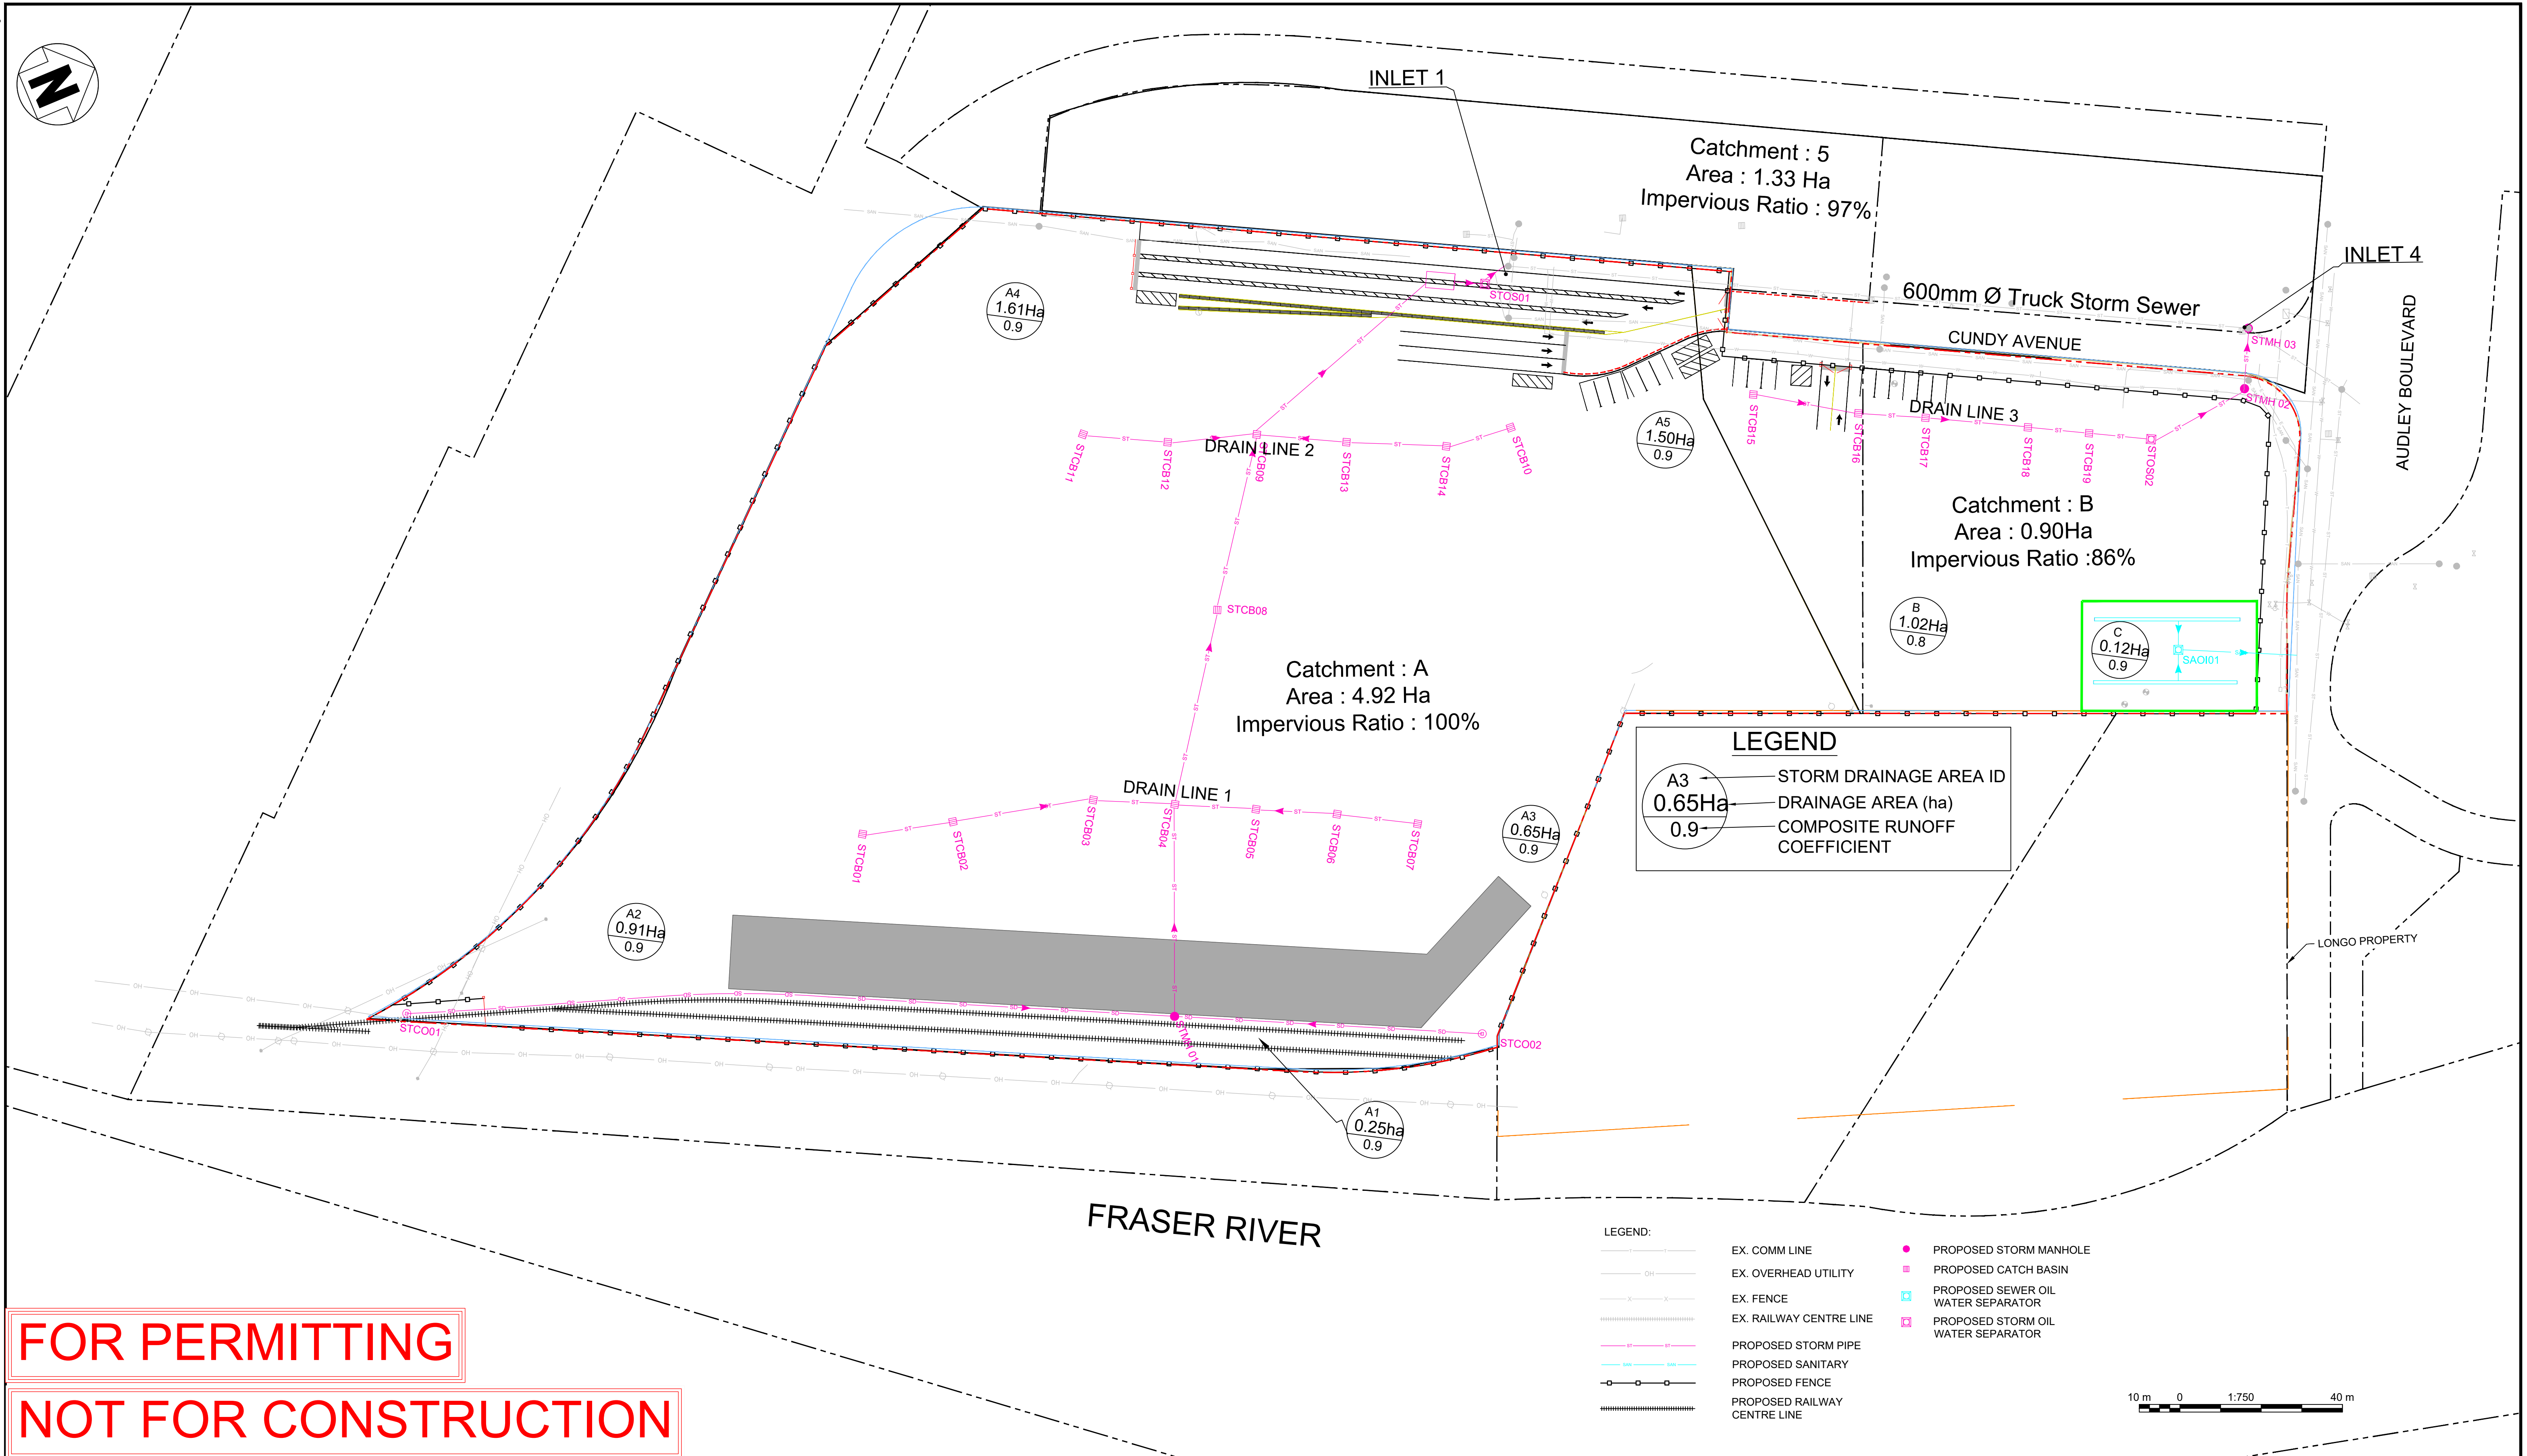 N
INLET 1
Catchment : 5
Area : 1.33 Ha
Impervious Ratio : 97%
INLET 4
600mm Ø Truck Storm Sewer
CUNDY AVENUE
AUDLEY BOULEVARD
STMH 03
STMH 02
A4
1.61Ha
0.9
STOS01
A5
1.50Ha
0.9
DRAIN LINE 2
STCB11
STCB12
STCB09
STCB13
STCB14
STCB10
DRAIN LINE 3
STCB15
STCB16
STCB17
STCB18
STCB19
STOS02
Catchment : B
Area : 0.90Ha
Impervious Ratio :86%
B
1.02Ha
0.8
C
0.12Ha
0.9
SAOI01
STCB08
Catchment : A
Area : 4.92 Ha
Impervious Ratio : 100%
LEGEND
A3
0.65Ha
0.9
STORM DRAINAGE AREA ID
DRAINAGE AREA (ha)
COMPOSITE RUNOFF
COEFFICIENT
DRAIN LINE 1
STCB01
STCB02
STCB03
STCB04
STCB05
STCB06
STCB07
A3
0.65Ha
0.9
A2
0.91Ha
0.9
LONGO PROPERTY
STCO01
STMH 01
STCO02
A1
0.25ha
0.9
FRASER RIVER
LEGEND:
EX. COMM LINE
EX. OVERHEAD UTILITY
EX. FENCE
EX. RAILWAY CENTRE LINE
PROPOSED STORM PIPE
PROPOSED SANITARY
PROPOSED FENCE
PROPOSED RAILWAY
CENTRE LINE
PROPOSED STORM MANHOLE
PROPOSED CATCH BASIN
PROPOSED SEWER OIL
WATER SEPARATOR
PROPOSED STORM OIL
WATER SEPARATOR
10 m 0 1:750 40 m
FOR PERMITTING
NOT FOR CONSTRUCTION